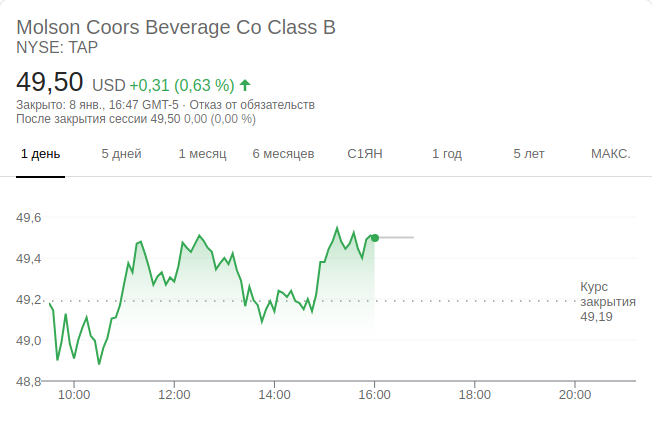 Molson Coors Beverage Co Class B
NYSE: TAP
49,50 USD +0,31 (0,63 %)
Закрыто: 8 янв., 16:47 GMT-5 · Отказ от обязательств
После закрытия сессии 49,50 0,00 (0,00 %)
1 день 5 дней 1 месяц 6 месяцев С1ЯН 1 год 5 лет МАКС.
49,6
49,4
49,2
49,0
48,8
Курс
закрытия
49,19
10:00 12:00 14:00 16:00 18:00 20:00